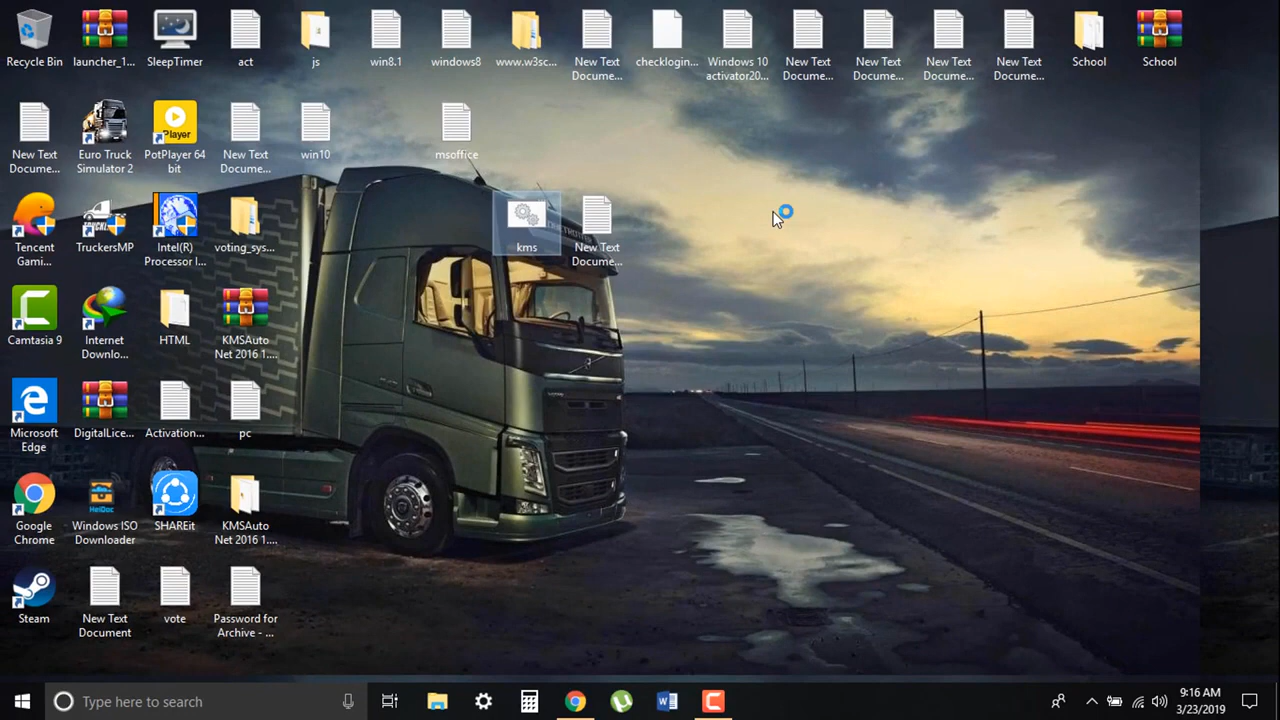 Recycle Bin
launcher_1...
SleepTimer
act
js
win8.1
windows8
www.w3sc...
New Text
Docume...
checklogin...
Windows 10
activator20...
New Text
Docume...
New Text
Docume...
New Text
Docume...
New Text
Docume...
School
School
New Text
Docume...
Euro Truck
Simulator 2
Player
PotPlayer 64
bit
New Text
Docume...
win10
msoffice
Tencent
Gami...
TruckersMP
Intel(R)
Processor I...
voting_sys...
kms
New Text
Docume...
Camtasia 9
Internet
Downlo...
HTML
KMSAuto
Net 2016 1....
Microsoft
Edge
DigitalLice...
Activation...
pc
Google
Chrome
HeiDoc
Windows ISO
Downloader
SHAREit
KMSAuto
Net 2016 1....
Steam
New Text
Document
vote
Password for
Archive - ...
Type here to search
9:16 AM
3/23/2019